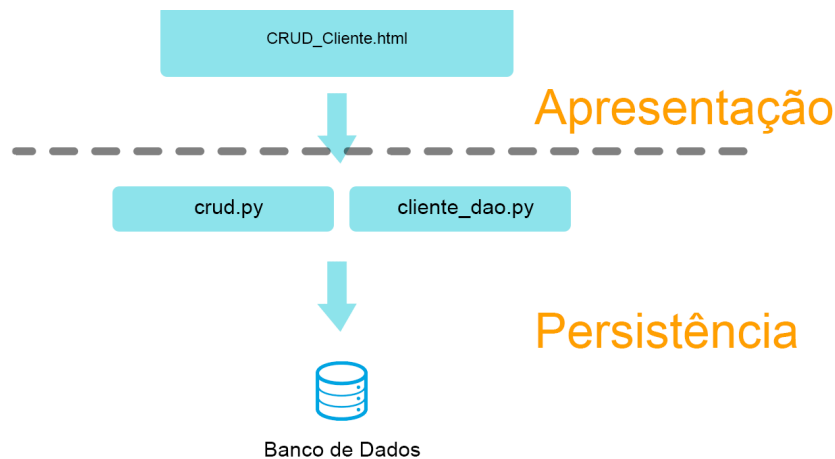 CRUD_Cliente.html
Apresentação
crud.py
cliente_dao.py
Persistência
Banco de Dados